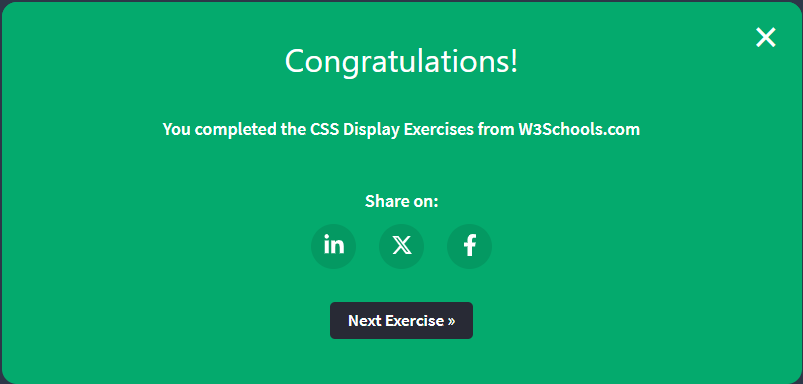 Congratulations!
You completed the CSS Display Exercises from W3Schools.com
Share on:
Next Exercise »